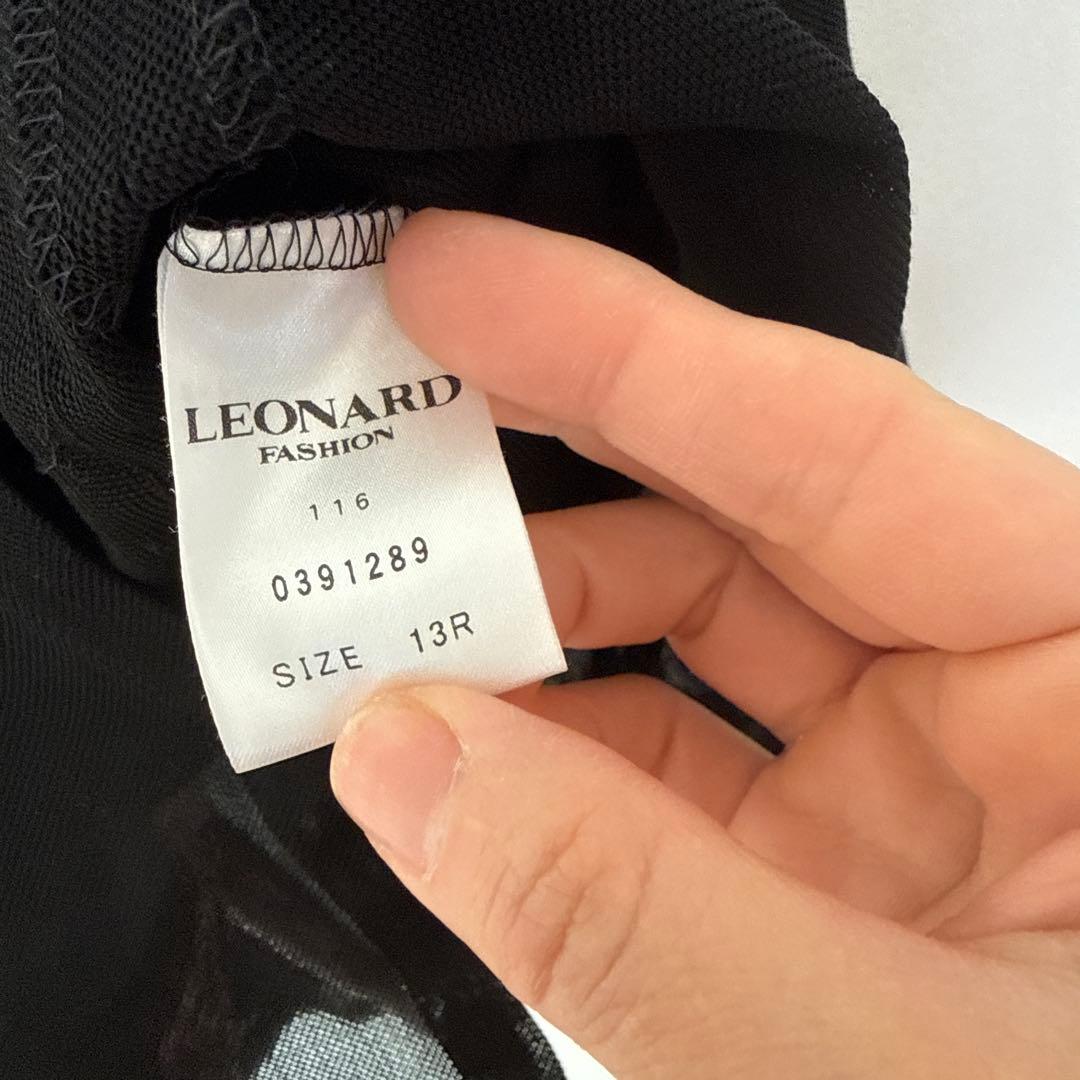 LEONARD
FASHION
116
0391289
SIZE 13R